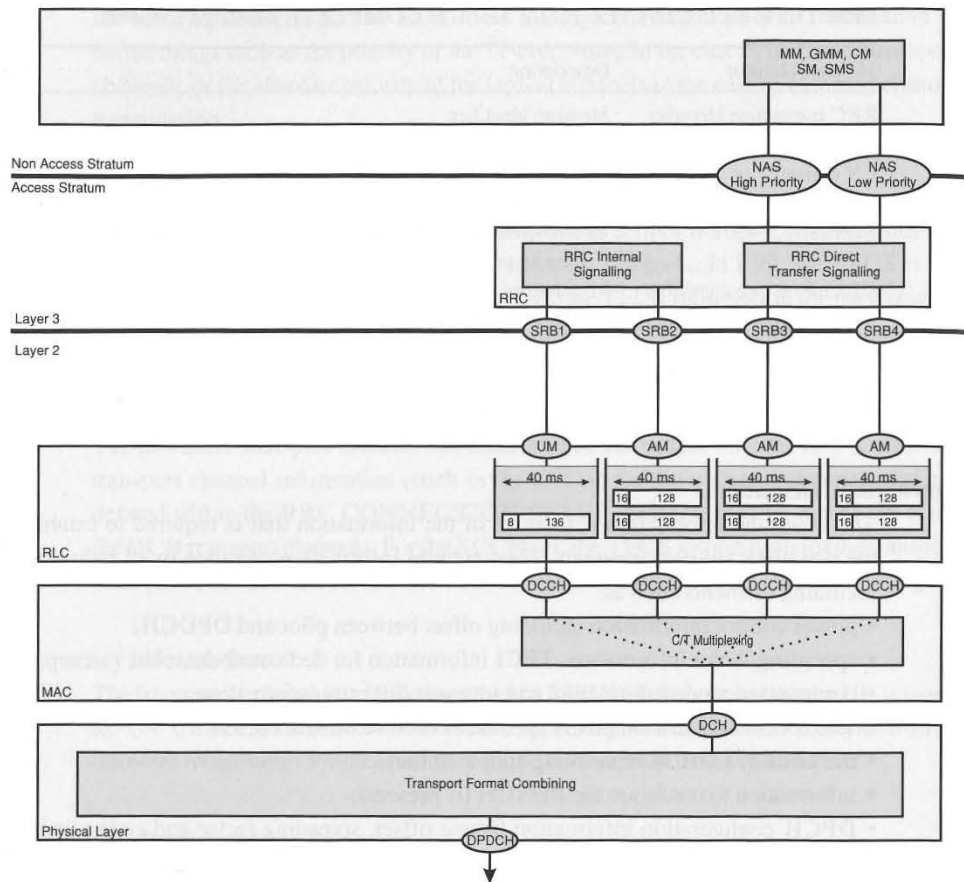 MM, GMM, CM
SM, SMS
Non Access Stratum
Access Stratum
NAS
High Priority
NAS
Low Priority
RRC Internal
Signalling
RRC Direct
Transfer Signalling
RRC
Layer 3
Layer 2
SRB1
SRB2
SRB3
SRB4
UM
AM
AM
AM
40 ms
40 ms
40 ms
40 ms
16 128
16 128
16 128
8 136
16 128
16 128
16 128
RLC
DCCH
DCCH
DCCH
DCCH
C/T Multiplexing
MAC
DCH
Transport Format Combining
Physical Layer
DPDCH